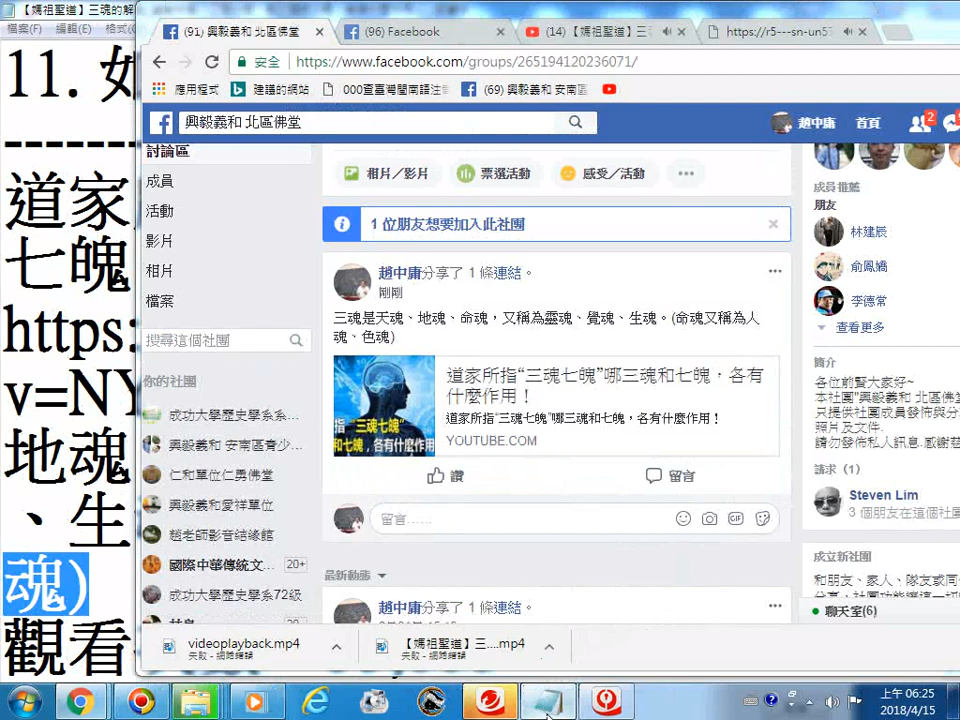 【媽祖聖道】三魂的解
檔案(F) 編輯(E) 格式(
11. 如
道家
七魄
https:
v=NY
地魂
、生
魂)
觀看
(91) 興毅義和 北區佛堂
(96) Facebook
(14) 【媽祖聖道】三
https://r5---sn-un5
安全
https://www.facebook.com/groups/265194120236071/
應用程式
建議的網站
000查臺灣閩南語注
(69) 興毅義和 安南區
興毅義和 北區佛堂
趙中庸
首頁
2
討論區
成員
活動
影片
相片
檔案
搜尋這個社團
你的社團
成功大學歷史學系系...
興毅義和 安南區青少...
仁和單位仁勇佛堂
興毅義和愛祥單位
趙老師影音結緣館
國際中華傳統文... 20+
成功大學歷史學系72級
相片／影片
票選活動
感受／活動
1 位朋友想要加入此社團
趙中庸分享了 1 條連結。
剛剛
三魂是天魂、地魂、命魂，又稱為靈魂、覺魂、生魂。(命魂又稱為人
魂、色魂)
指“三魂七魄”
和七魄，各有什麼作用
道家所指“三魂七魄”哪三魂和七魄，各有
什麼作用！
道家所指“三魂七魄”哪三魂和七魄，各有什麼作用！
YOUTUBE.COM
讚
留言
留言......
GIF
最新動態
趙中庸分享了 1 條連結。
成員推薦
朋友
林建辰
俞鳳嬌
李德常
查看更多
簡介
各位前賢大家好~
本社團"興毅義和 北區佛
只提供社團成員發佈與分
照片及文件.
請勿發佈私人訊息.感謝慈
請求 (1)
Steven Lim
3 個朋友在這個社團
成立新社團
和朋友、家人、隊友或同
聊天室(6)
videoplayback.mp4
失敗 - 網路錯誤
【媽祖聖道】三....mp4
失敗 - 網路錯誤
上午 06:25
2018/4/15